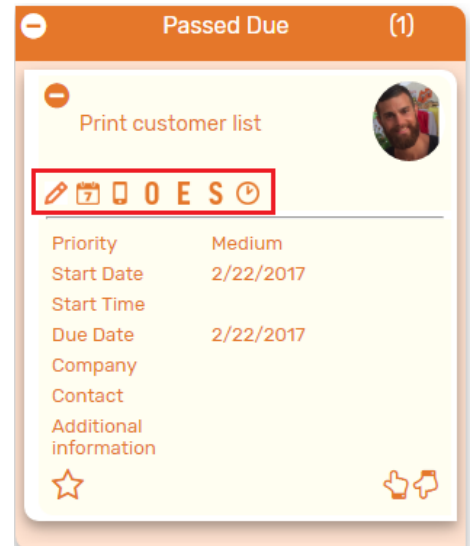 Passed Due (1)
Print customer list
7 O E S
Priority Medium
Start Date 2/22/2017
Start Time
Due Date 2/22/2017
Company
Contact
Additional
information